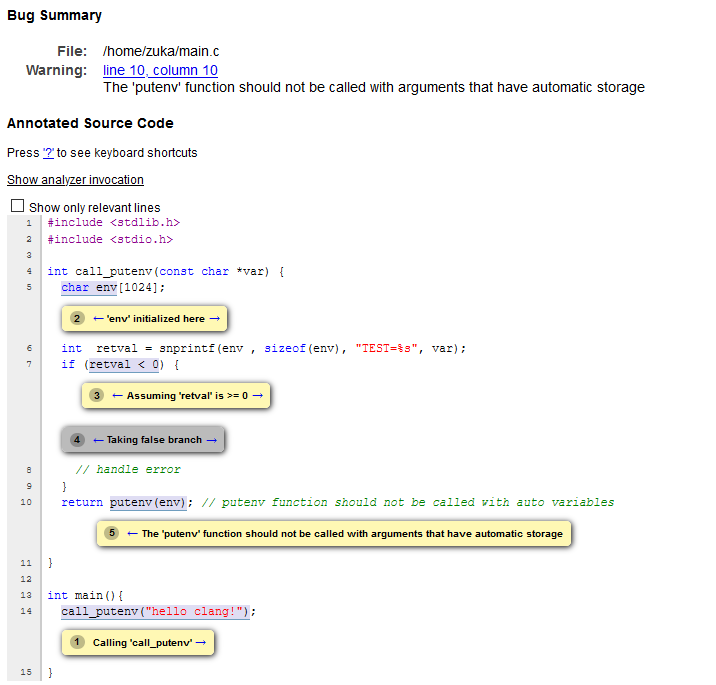 Bug Summary
File: /home/zuka/main.c
Warning: line 10, column 10
The 'putenv' function should not be called with arguments that have automatic storage
Annotated Source Code
Press '?' to see keyboard shortcuts
Show analyzer invocation
Show only relevant lines
1 #include <stdlib.h>
2 #include <stdio.h>
3
4 int call_putenv(const char *var) {
5 char env[1024];
2 ← 'env' initialized here →
6 int  retval = snprintf(env , sizeof(env), "TEST=%s", var);
7 if (retval < 0) {
3 ← Assuming 'retval' is >= 0 →
4 ← Taking false branch →
8 // handle error
9 }
10 return putenv(env); // putenv function should not be called with auto variables
5 ← The 'putenv' function should not be called with arguments that have automatic storage
11 }
12
13 int main(){
14 call_putenv("hello clang!");
1 Calling 'call_putenv' →
15 }